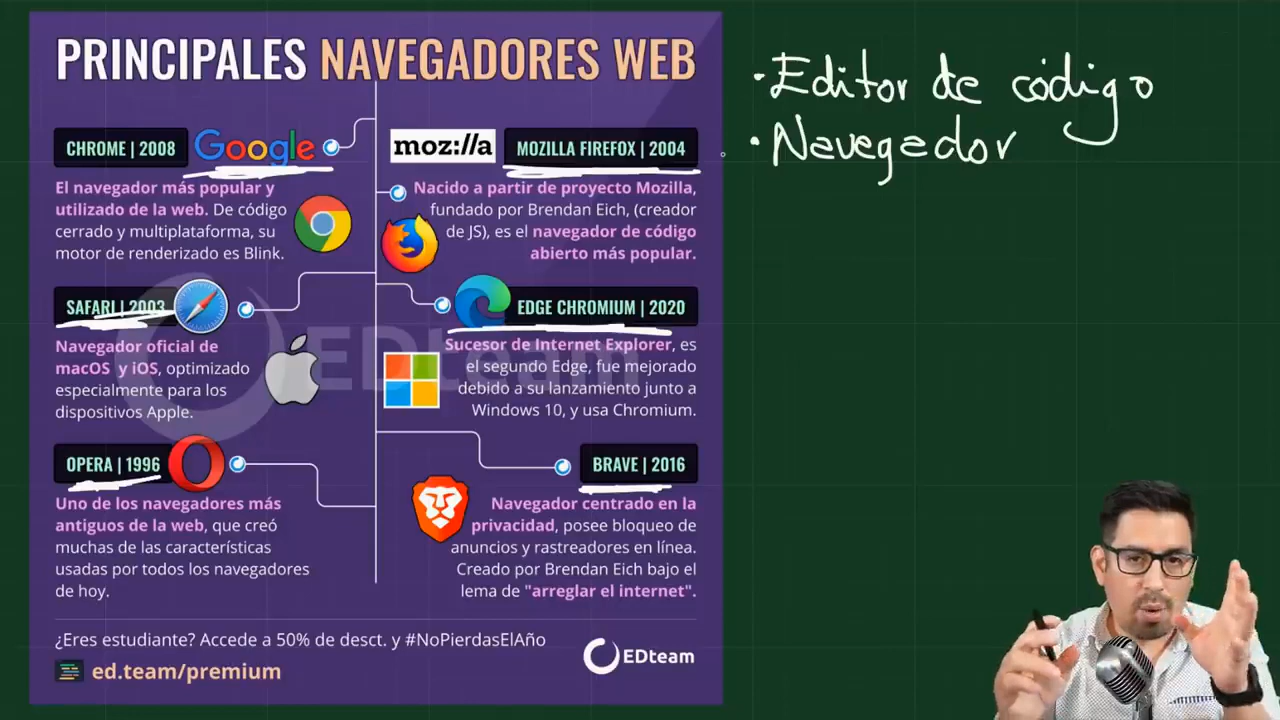 PRINCIPALES NAVEGADORES WEB
CHROME | 2008
Google
El navegador más popular y
utilizado de la web. De código
cerrado y multiplataforma, su
motor de renderizado es Blink.
moz://a
MOZILLA FIREFOX | 2004
Nacido a partir de proyecto Mozilla,
fundado por Brendan Eich, (creador
de JS), es el navegador de código
abierto más popular.
SAFARI | 2003
Navegador oficial de
macOS y iOS, optimizado
especialmente para los
dispositivos Apple.
EDGE CHROMIUM | 2020
Sucesor de Internet Explorer, es
el segundo Edge, fue mejorado
debido a su lanzamiento junto a
Windows 10, y usa Chromium.
OPERA | 1996
Uno de los navegadores más
antiguos de la web, que creó
muchas de las características
usadas por todos los navegadores
de hoy.
BRAVE | 2016
Navegador centrado en la
privacidad, posee bloqueo de
anuncios y rastreadores en línea.
Creado por Brendan Eich bajo el
lema de "arreglar el internet".
EDteam
¿Eres estudiante? Accede a 50% de desct. y #NoPierdasElAño
ed.team/premium
EDteam
· Editor de código
· Navegador